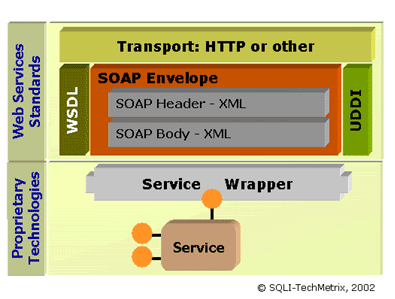 Web Services
Standards
Transport: HTTP or other
WSDL
SOAP Envelope
SOAP Header - XML
SOAP Body - XML
UDDI
Proprietary
Technologies
Service Wrapper
Service
© SQLI-TechMetrix, 2002